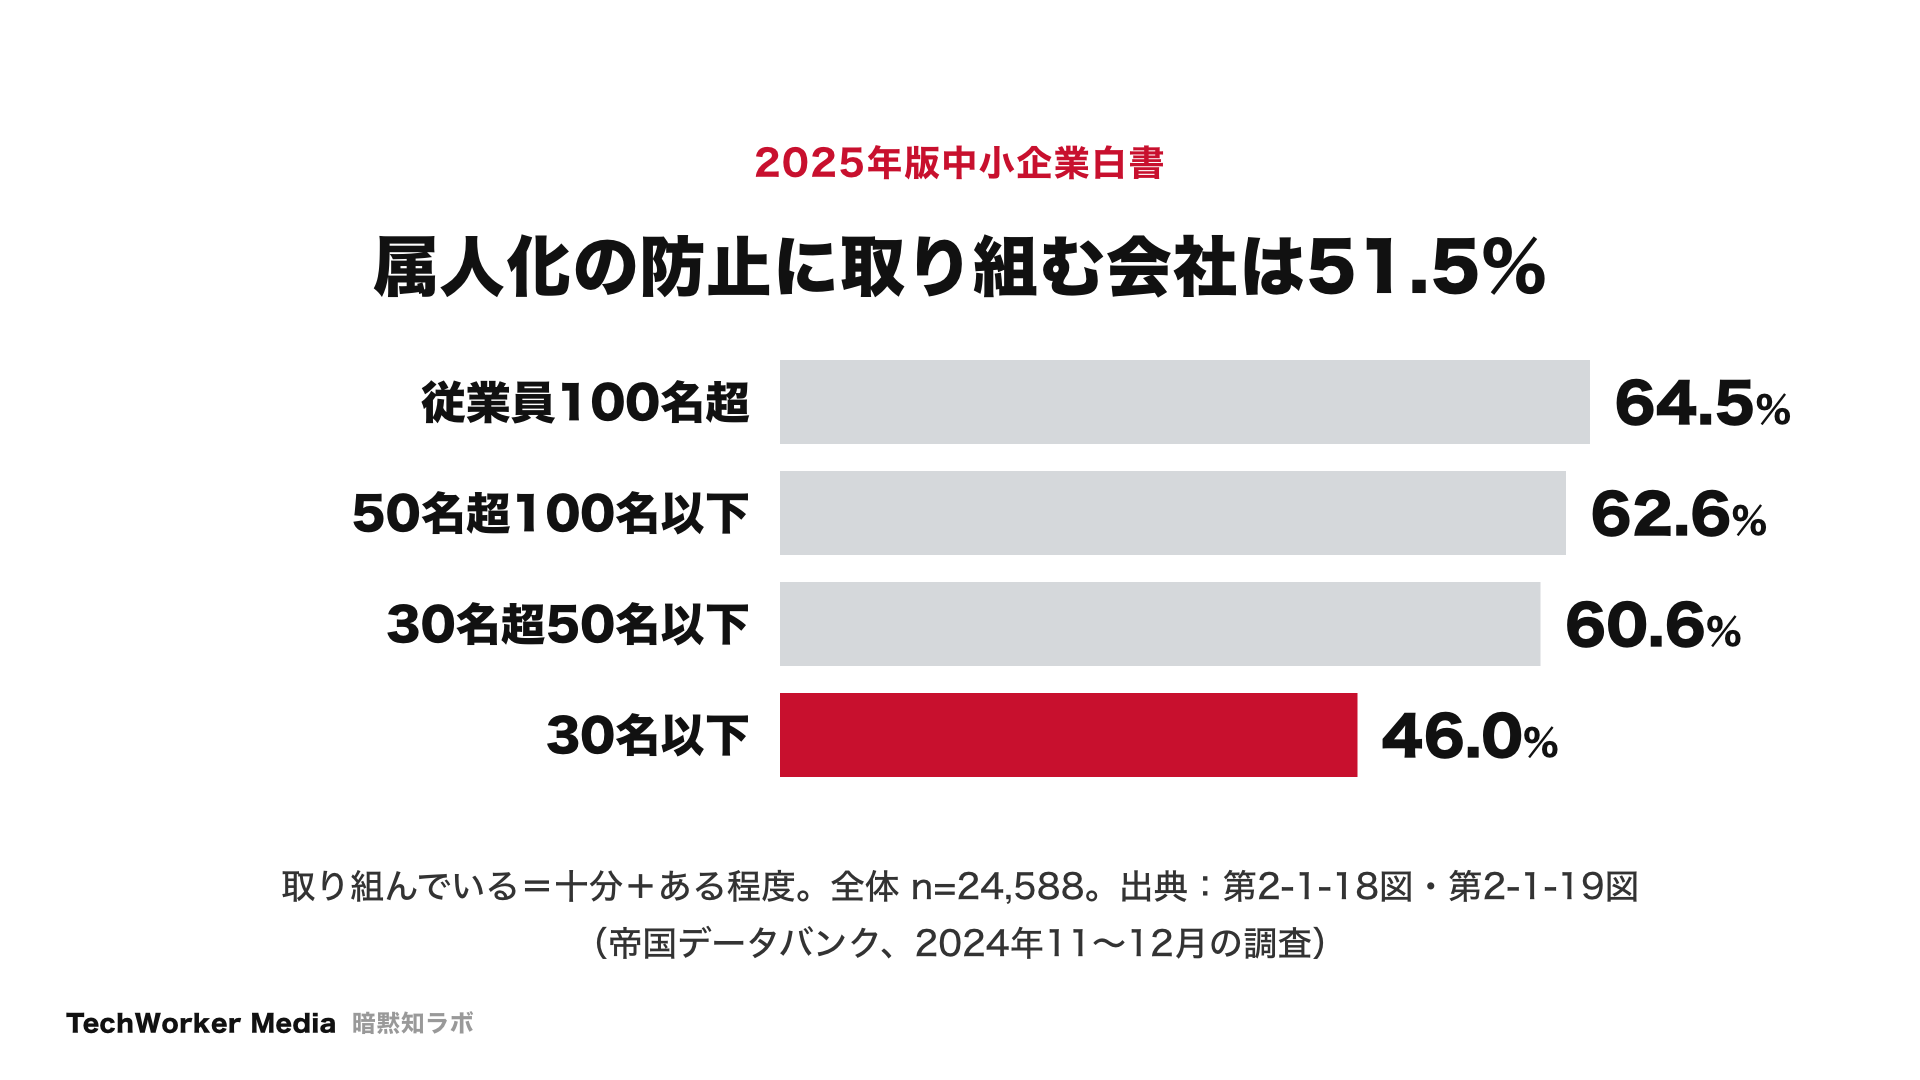 2025年版中小企業白書
属人化の防止に取り組む会社は51.5%
従業員100名超 64.5%
50名超100名以下 62.6%
30名超50名以下 60.6%
30名以下 46.0%
取り組んでいる＝十分＋ある程度。全体 n=24,588。出典：第2-1-18図・第2-1-19図
（帝国データバンク、2024年11〜12月の調査）
TechWorker Media 暗黙知ラボ